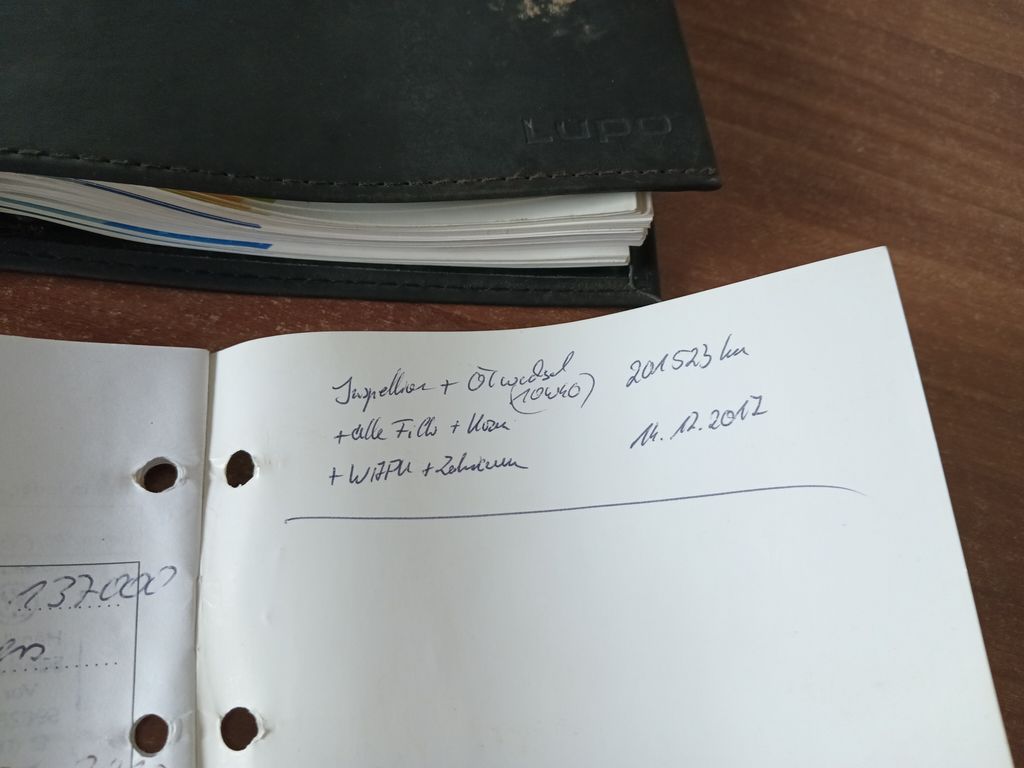 Lupo
Inspektion + Ölwechsel 201523 km
(10W40)
+ alle Filter + Kerzen
14.12.2017
+ WAPU + Zahnriemen
137000